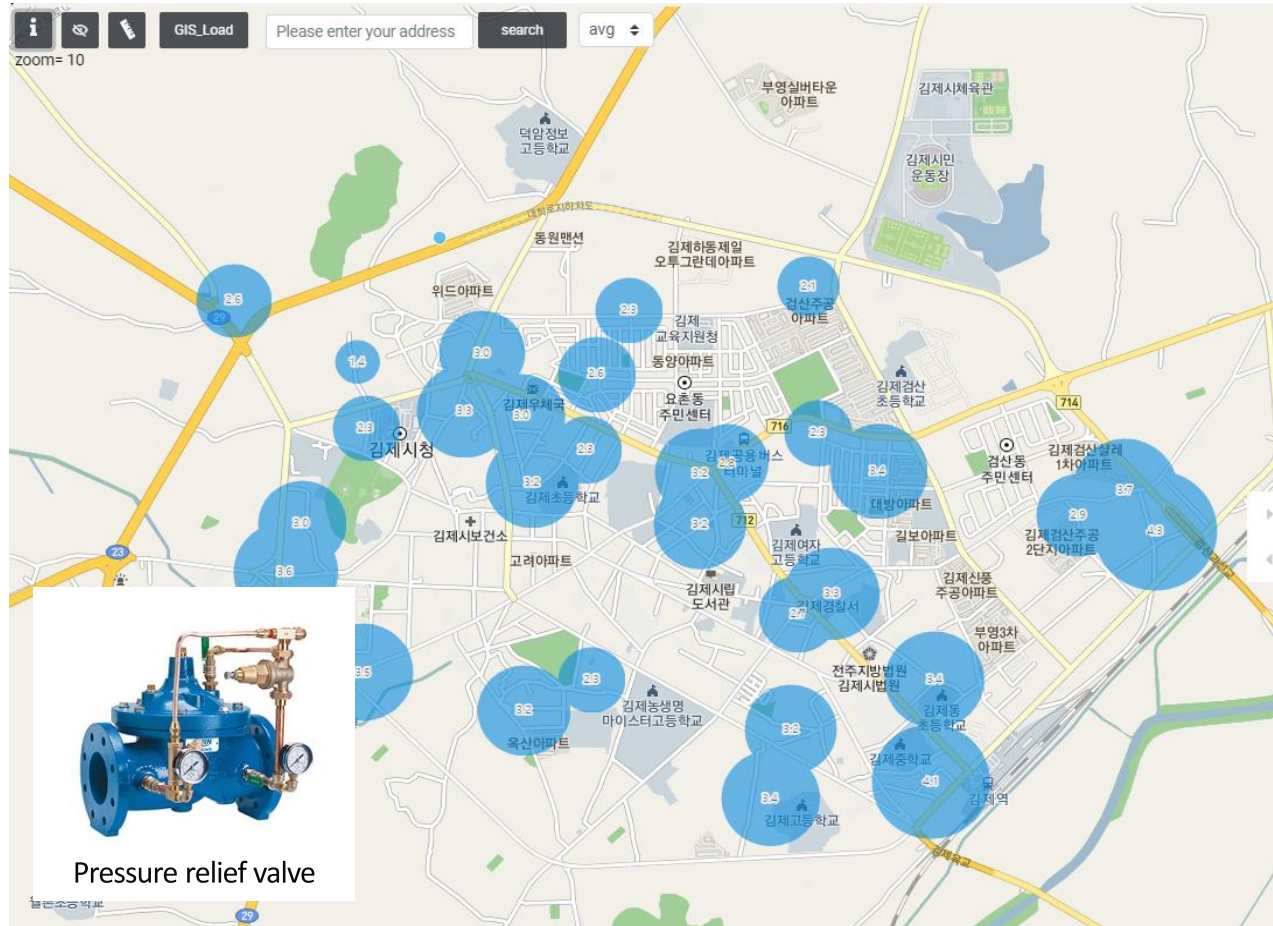 GIS_Load
Please enter your address
search
avg
zoom= 10
부영실버타운
아파트
김제시체육관
덕암정보
고등학교
김제시민
운동장
동원맨션
김제하동제일
오투그란데아파트
2.6
29
위드아파트
2.3
2.1
검산주공
아파트
김제
교육지원청
3.0
1.4
동양아파트
2.6
요촌동
주민센터
김제검산
초등학교
714
3.3
3.0
김제우체국
2.3
김제시청
716
2.3
2.3
김제공용버스
터미널
3.2
3.4
검산동
주민센터
김제검산살레
1차아파트
3.7
3.2
김제초등학교
대방아파트
2.9
김제검산주공
2단지아파트
4.3
3.0
김제시보건소
3.2
712
김제여자
고등학교
길보아파트
23
고려아파트
3.6
김제시립
도서관
김제신풍
주공아파트
3.3
김제경찰서
2.7
부영3차
아파트
3.5
전주지방법원
김제시법원
2.3
3.4
김제동
초등학교
김제농생명
마이스터고등학교
3.2
옥산아파트
3.2
김제중학교
4.1
김제역
3.4
김제고등학교
김제육교
Pressure relief valve
29